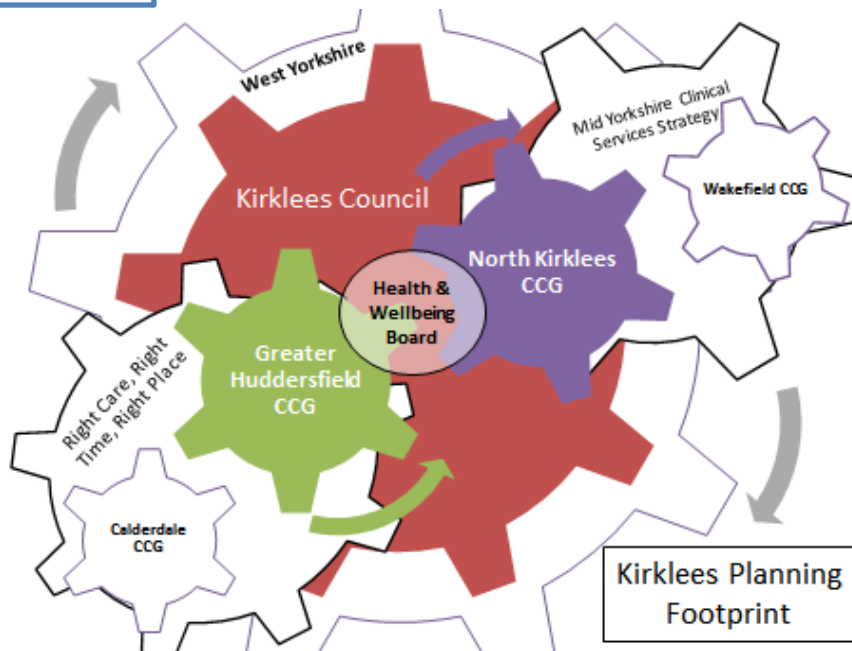 West Yorkshire
Mid Yorkshire Clinical
Services Strategy
Wakefield CCG
Kirklees Council
North Kirklees
CCG
Health &
Wellbeing
Board
Greater
Huddersfield
CCG
Right Care, Right
Time, Right Place
Calderdale
CCG
Kirklees Planning
Footprint